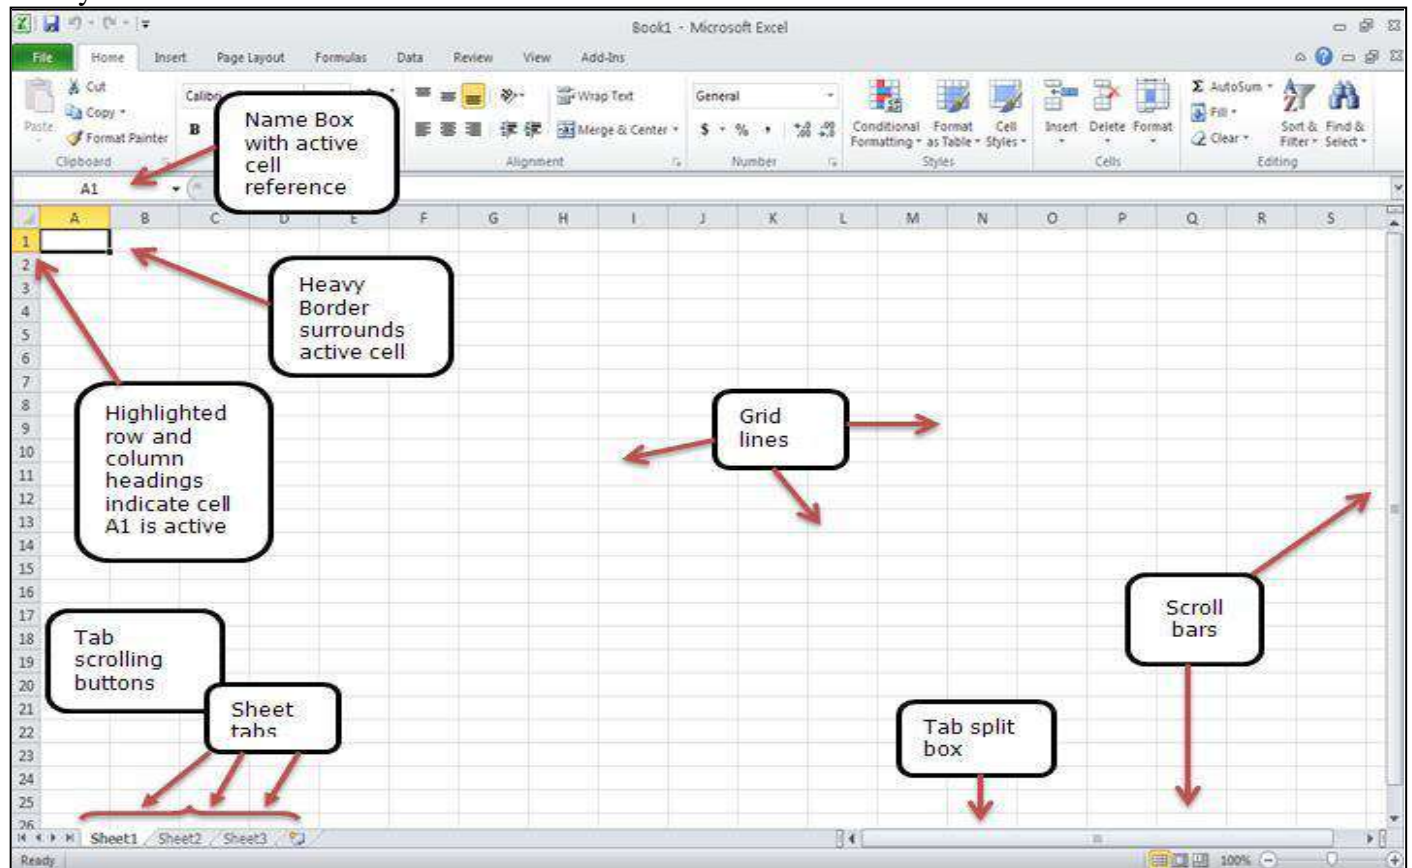 Book1 - Microsoft Excel
File Home Insert Page Layout Formulas Data Review View Add-Ins
Cut
Copy
Format Painter
Paste
Clipboard
B
Wrap Text
Merge & Center
Alignment
General
$ % ,
Number
Conditional Formatting
Format as Table
Cell Styles
Styles
Insert Delete Format
Cells
Σ AutoSum
Fill
Clear
Sort & Filter
Find & Select
Editing
A1
Name Box
with active
cell
reference
A B C D E F G H I J K L M N O P Q R S
1
2
3
4
5
6
7
8
9
10
11
12
13
14
15
16
17
18
19
20
21
22
23
24
25
26
Heavy
Border
surrounds
active cell
Highlighted
row and
column
headings
indicate cell
A1 is active
Grid
lines
Scroll
bars
Tab
scrolling
buttons
Sheet
tabs
Tab split
box
Sheet1 Sheet2 Sheet3
Ready
100%